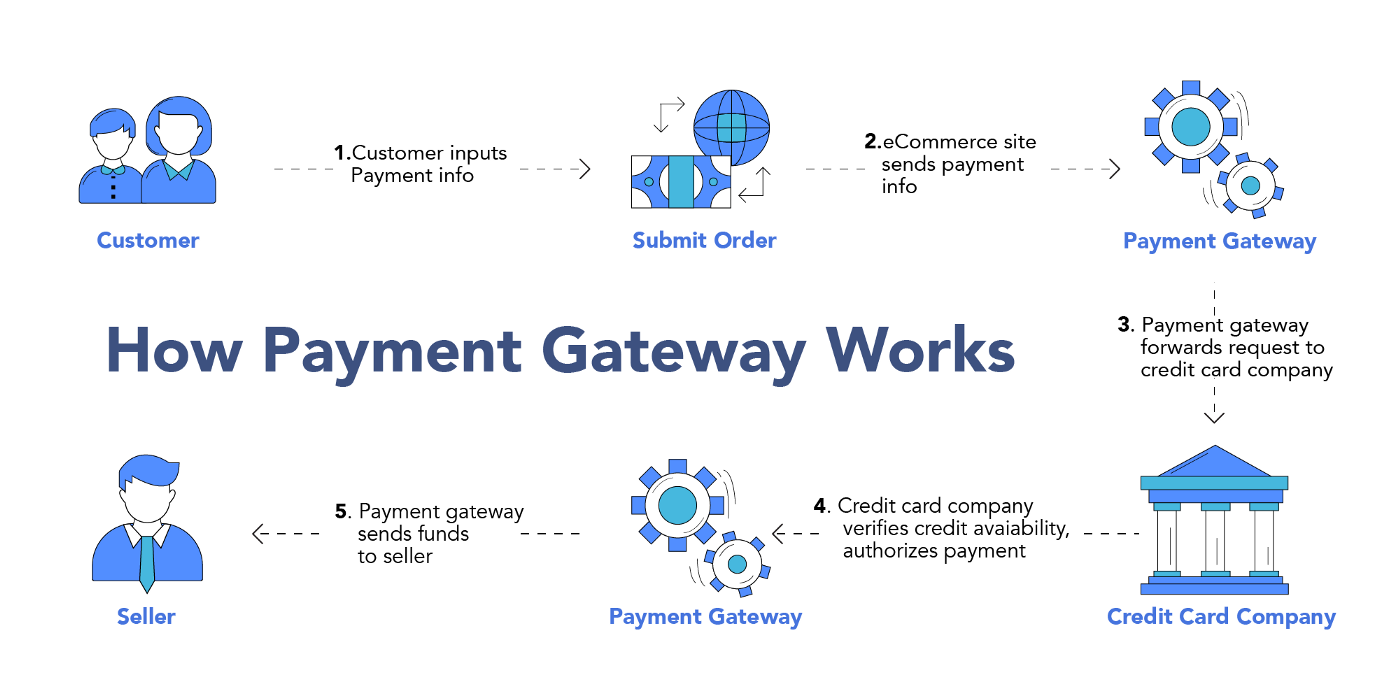 1.Customer inputs
Payment info
2.eCommerce site
sends payment
info
Customer
Submit Order
Payment Gateway
How Payment Gateway Works
3. Payment gateway
forwards request to
credit card company
5. Payment gateway
sends funds
to seller
4. Credit card company
verifies credit avaiability,
authorizes payment
Seller
Payment Gateway
Credit Card Company